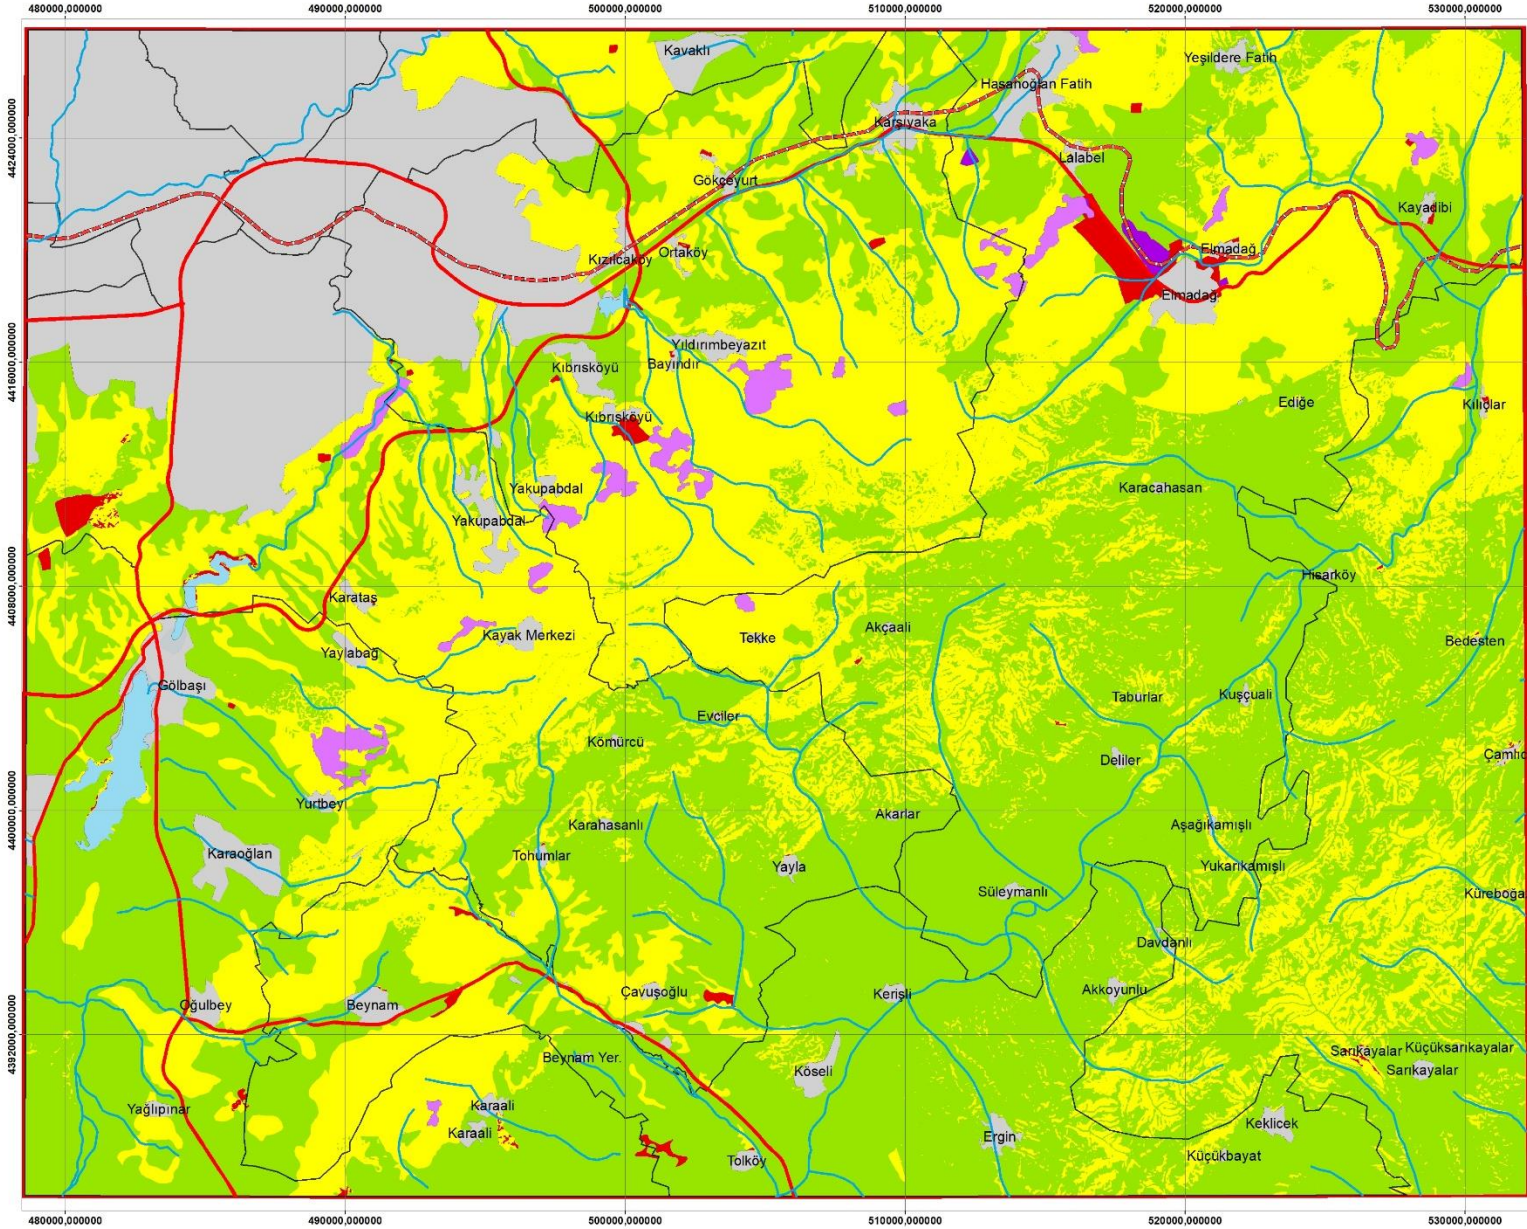 480000,000000
490000,000000
500000,000000
510000,000000
520000,000000
530000,000000
4424000,000000
4416000,000000
4408000,000000
4400000,000000
4392000,000000
Kavaklı
Yeşildere Fatih
Hasanoğlan Fatih
Karşıyaka
Lalabel
Gökçeyurt
Kayadibi
Ortaköy
Kızılcaköy
Elmadağ
Elmadağ
Yıldırımbeyazıt
Bayındır
Kıbrısköyü
Kıbrısköyü
Ediğe
Kılıçlar
Yakupabdal
Yakupabdal
Karacahasan
Hisarköy
Karataş
Kayak Merkezi
Tekke
Akçaali
Bedesten
Yaylabağ
Gölbaşı
Taburlar
Kuşçuali
Evciler
Kömürcü
Deliler
Çamlıc
Yurtbey
Karahasanlı
Akarlar
Aşağıkamışlı
Karaoğlan
Tohumlar
Yayla
Yukarıkamışlı
Süleymanlı
Küreboğa
Davdanlı
Oğulbey
Beynam
Çavuşoğlu
Kerişli
Akkoyunlu
Beynam Yer.
Köseli
Sarıkayalar
Küçüksarıkayalar
Sarıkayalar
Yağlıpınar
Karaali
Karaali
Ergin
Keklicek
Tolköy
Küçükbayat
480000,000000
490000,000000
500000,000000
510000,000000
520000,000000
530000,000000